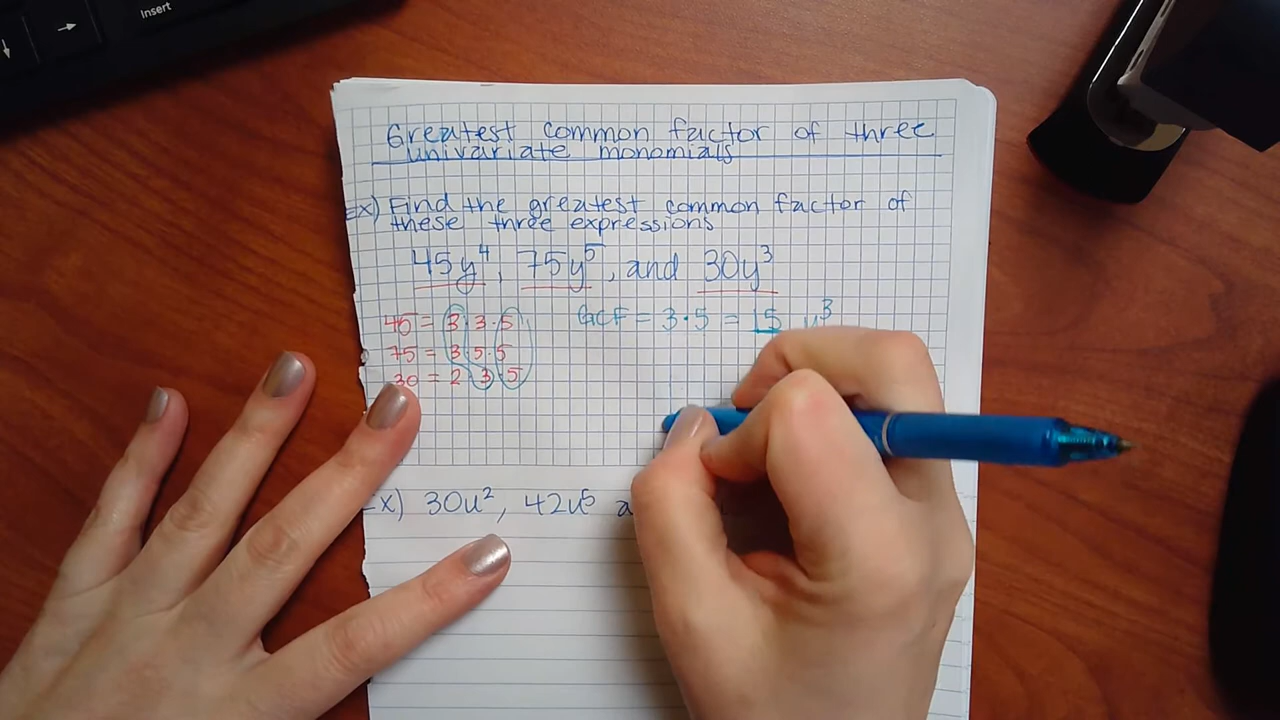 Insert
Greatest common factor of three
univariate monomials
Ex) Find the greatest common factor of
these three expressions
45y⁴, 75y⁵, and 30y³
45 = 3·3·5
GCF = 3·5 = 15 y³
75 = 3·5·5
30 = 2·3·5
Ex) 30u², 42u⁵